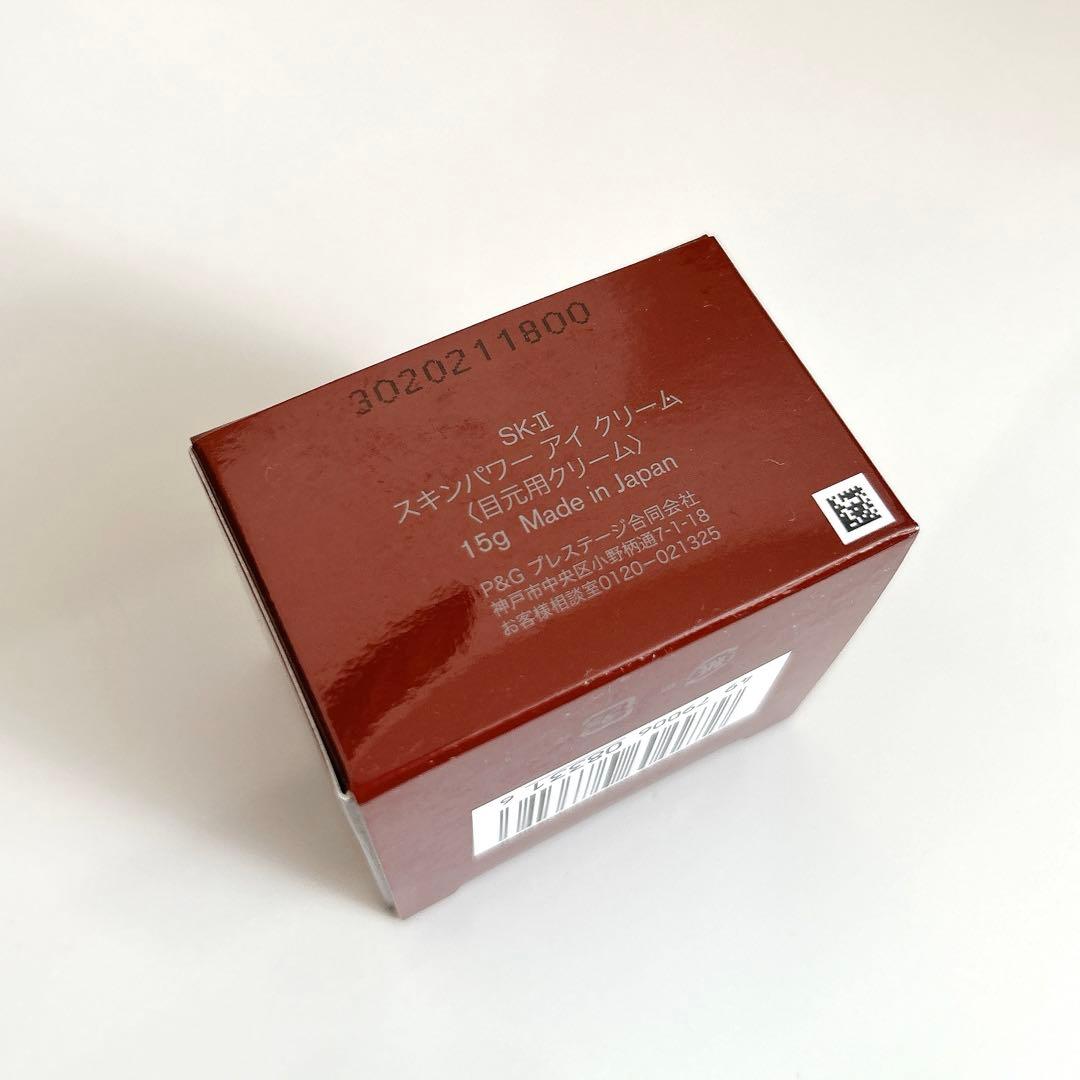 3020211800
SK-Ⅱ
スキンパワー アイ クリーム
〈目元用クリーム〉
15g Made in Japan
P&G プレステージ合同会社
神戸市中央区小野柄通7-1-18
お客様相談室0120-021325